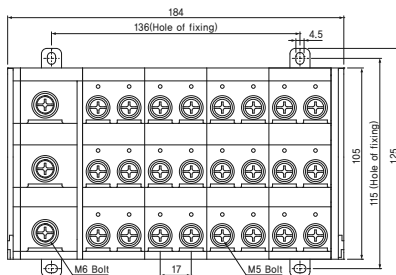 184
136(Hole of fixing)
4.5
105
115 (Hole of fixing)
125
M6 Bolt
17
M5 Bolt